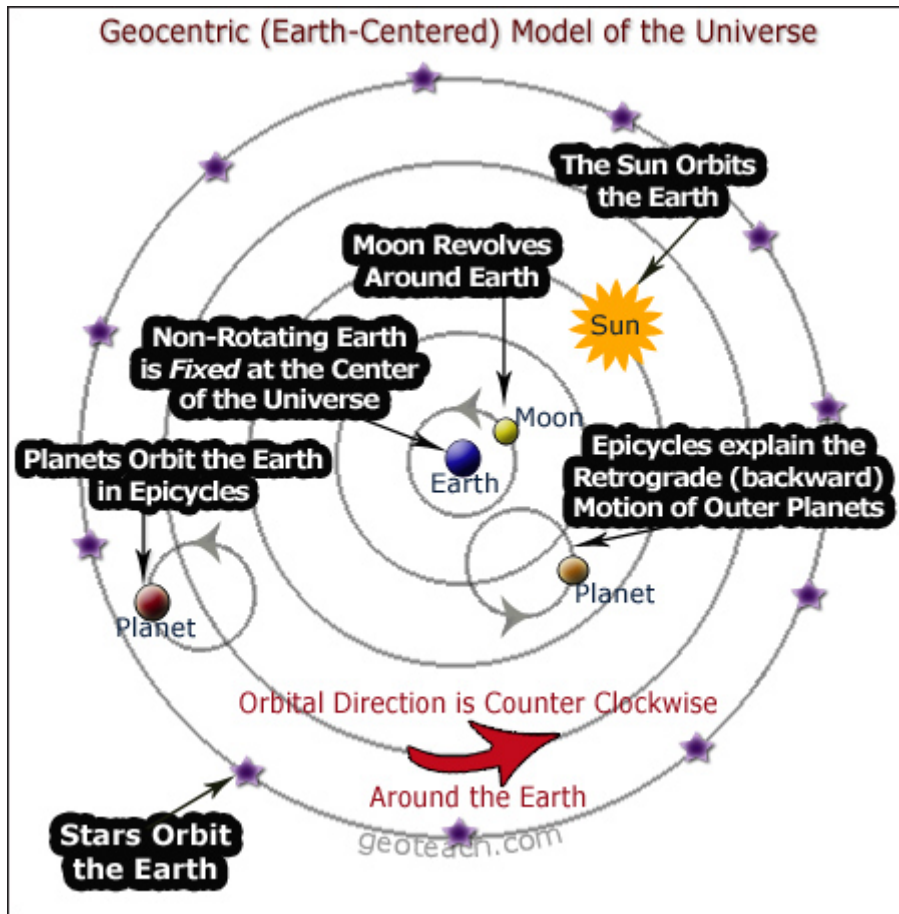 Geocentric (Earth-Centered) Model of the Universe
The Sun Orbits
the Earth
Moon Revolves
Around Earth
Sun
Non-Rotating Earth
is Fixed at the Center
of the Universe
Moon
Planets Orbit the Earth
in Epicycles
Earth
Epicycles explain the
Retrograde (backward)
Motion of Outer Planets
Planet
Planet
Orbital Direction is Counter Clockwise
Around the Earth
Stars Orbit
the Earth
geoteach.com